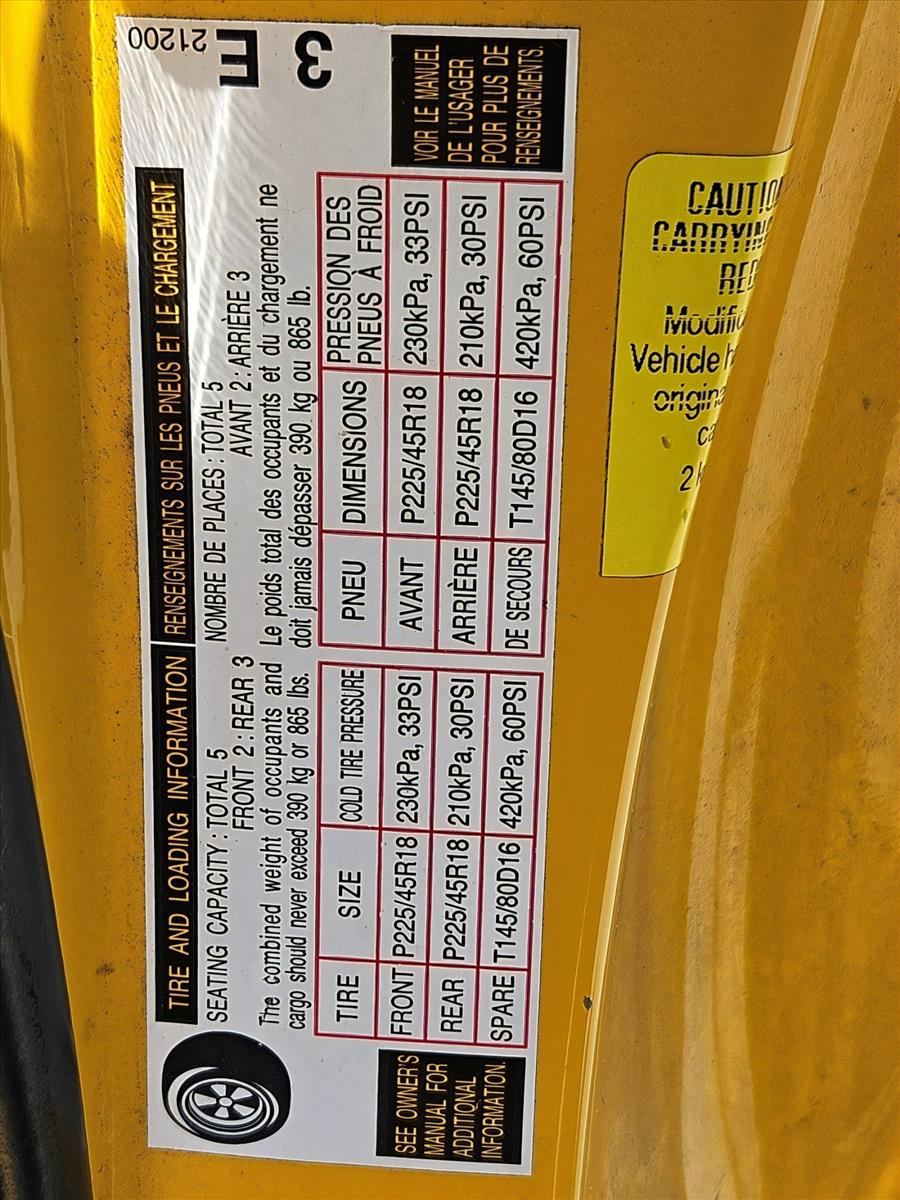 TIRE AND LOADING INFORMATION
SEATING CAPACITY : TOTAL 5
FRONT 2 : REAR 3
The combined weight of occupants and
cargo should never exceed 390 kg or 865 lbs.
TIRE SIZE COLD TIRE PRESSURE
FRONT P225/45R18 230kPa, 33PSI
REAR P225/45R18 210kPa, 30PSI
SPARE T145/80D16 420kPa, 60PSI
SEE OWNER'S
MANUAL FOR
ADDITIONAL
INFORMATION.
RENSEIGNEMENTS SUR LES PNEUS ET LE CHARGEMENT
NOMBRE DE PLACES : TOTAL 5
AVANT 2 : ARRIÈRE 3
Le poids total des occupants et du chargement ne
doit jamais dépasser 390 kg ou 865 lb.
PNEU DIMENSIONS PRESSION DES
PNEUS À FROID
AVANT P225/45R18 230kPa, 33PSI
ARRIÈRE P225/45R18 210kPa, 30PSI
DE SECOURS T145/80D16 420kPa, 60PSI
VOIR LE MANUEL
DE L'USAGER
POUR PLUS DE
RENSEIGNEMENTS.
21200
E
3
Vehicle